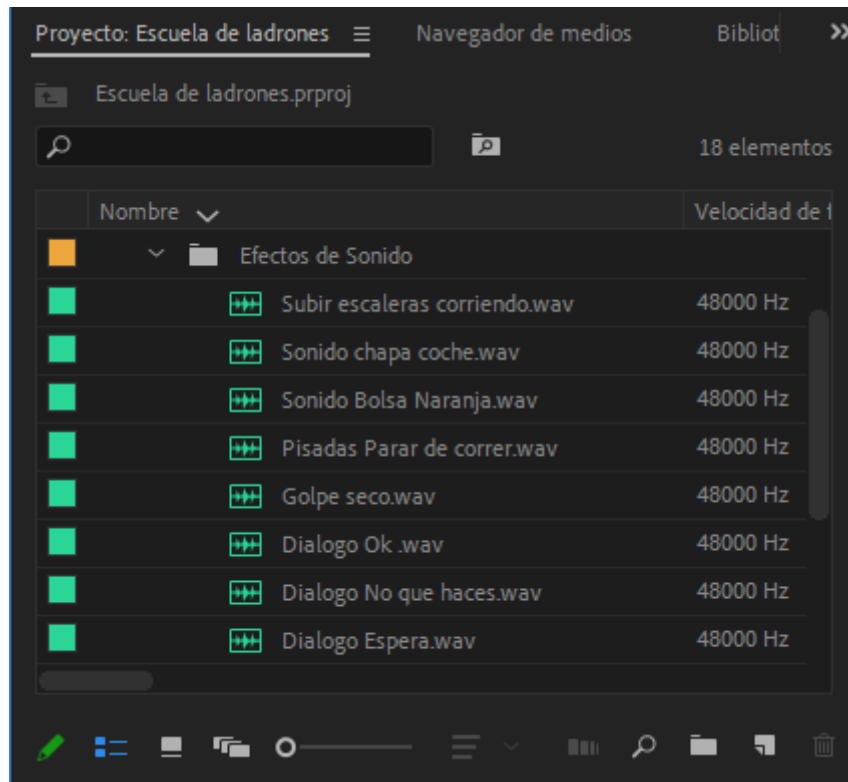 Proyecto: Escuela de ladrones Navegador de medios Bibliot
Escuela de ladrones.prproj
18 elementos
Nombre Velocidad de f
Efectos de Sonido
Subir escaleras corriendo.wav 48000 Hz
Sonido chapa coche.wav 48000 Hz
Sonido Bolsa Naranja.wav 48000 Hz
Pisadas Parar de correr.wav 48000 Hz
Golpe seco.wav 48000 Hz
Dialogo Ok .wav 48000 Hz
Dialogo No que haces.wav 48000 Hz
Dialogo Espera.wav 48000 Hz